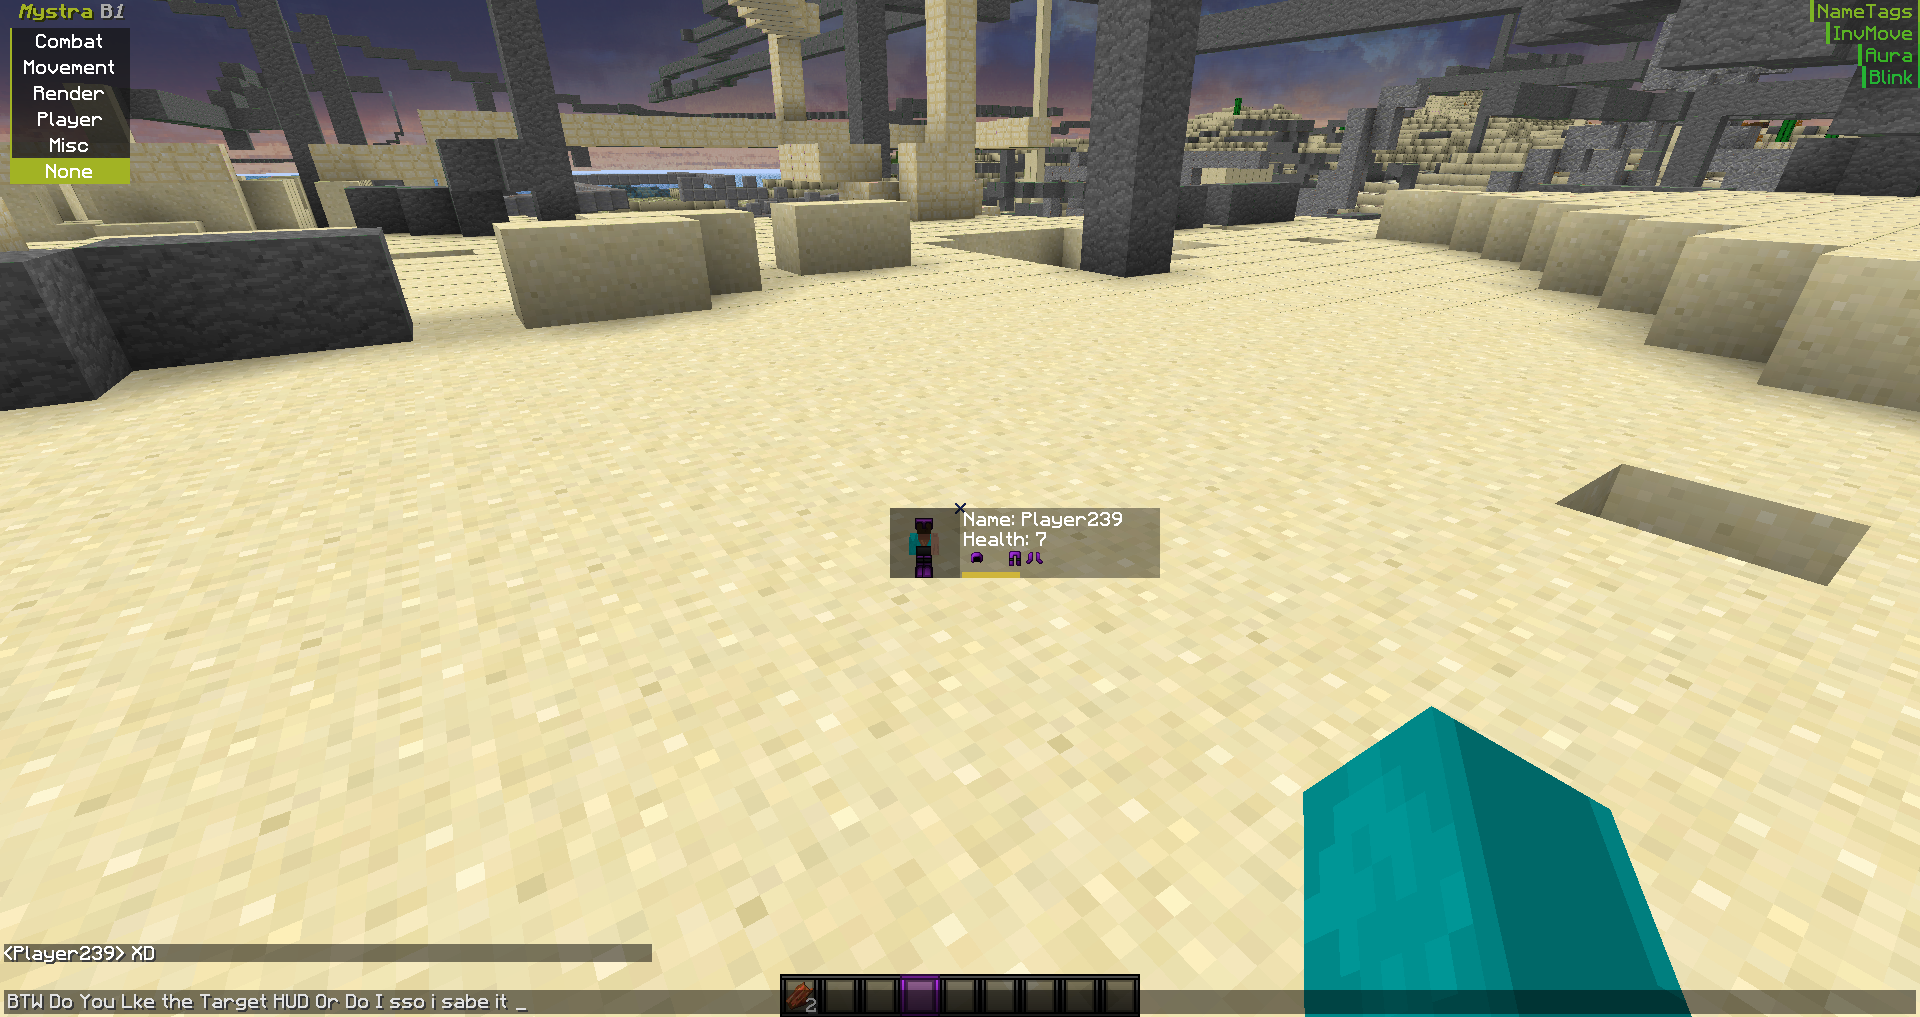 Mystra B1
Combat
Movement
Render
Player
Misc
None
NameTags
InvMove
Aura
Blink
Name: Player239
Health: 7
<Player239> XD
2
BTW Do You Lke the Target HUD Or Do I sso i sabe it _